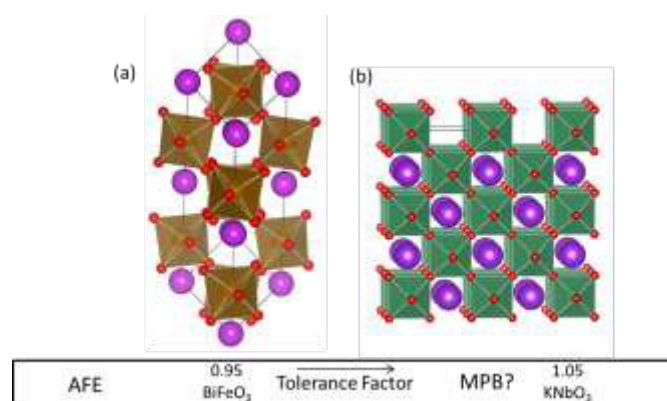 (a)
(b)
AFE
0.95
BiFeO₃
Tolerance Factor
MPB?
1.05
KNbO₃